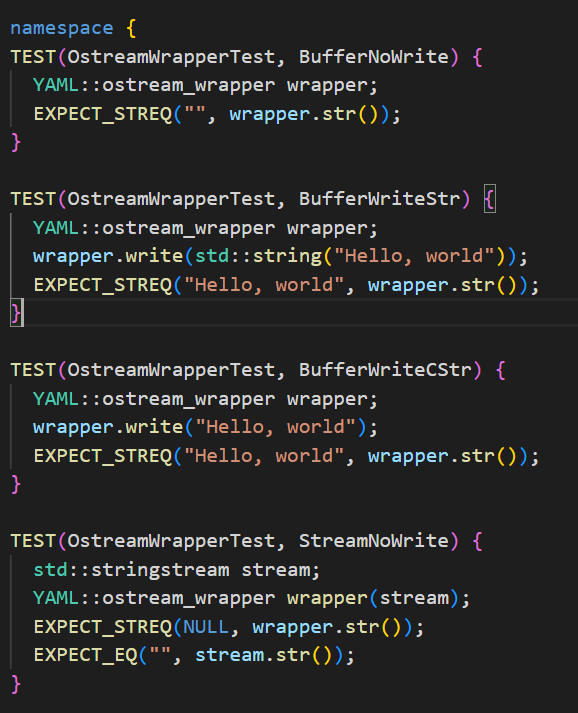 namespace {
TEST(OstreamWrapperTest, BufferNoWrite) {
  YAML::ostream_wrapper wrapper;
  EXPECT_STREQ("", wrapper.str());
}

TEST(OstreamWrapperTest, BufferWriteStr) {
  YAML::ostream_wrapper wrapper;
  wrapper.write(std::string("Hello, world"));
  EXPECT_STREQ("Hello, world", wrapper.str());
}

TEST(OstreamWrapperTest, BufferWriteCStr) {
  YAML::ostream_wrapper wrapper;
  wrapper.write("Hello, world");
  EXPECT_STREQ("Hello, world", wrapper.str());
}

TEST(OstreamWrapperTest, StreamNoWrite) {
  std::stringstream stream;
  YAML::ostream_wrapper wrapper(stream);
  EXPECT_STREQ(NULL, wrapper.str());
  EXPECT_EQ("", stream.str());
}